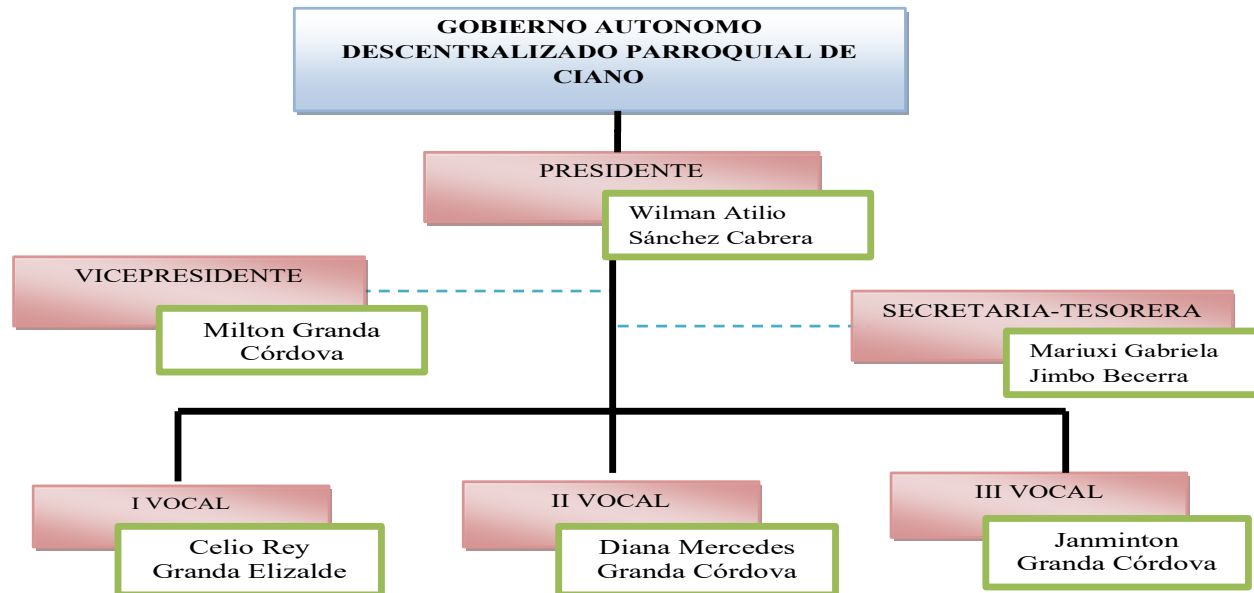 GOBIERNO AUTONOMO
DESCENTRALIZADO PARROQUIAL DE
CIANO
PRESIDENTE
Wilman Atilio
Sánchez Cabrera
VICEPRESIDENTE
Milton Granda
Córdova
SECRETARIA-TESORERA
Mariuxi Gabriela
Jimbo Becerra
I VOCAL
Celio Rey
Granda Elizalde
II VOCAL
Diana Mercedes
Granda Córdova
III VOCAL
Janminton
Granda Córdova